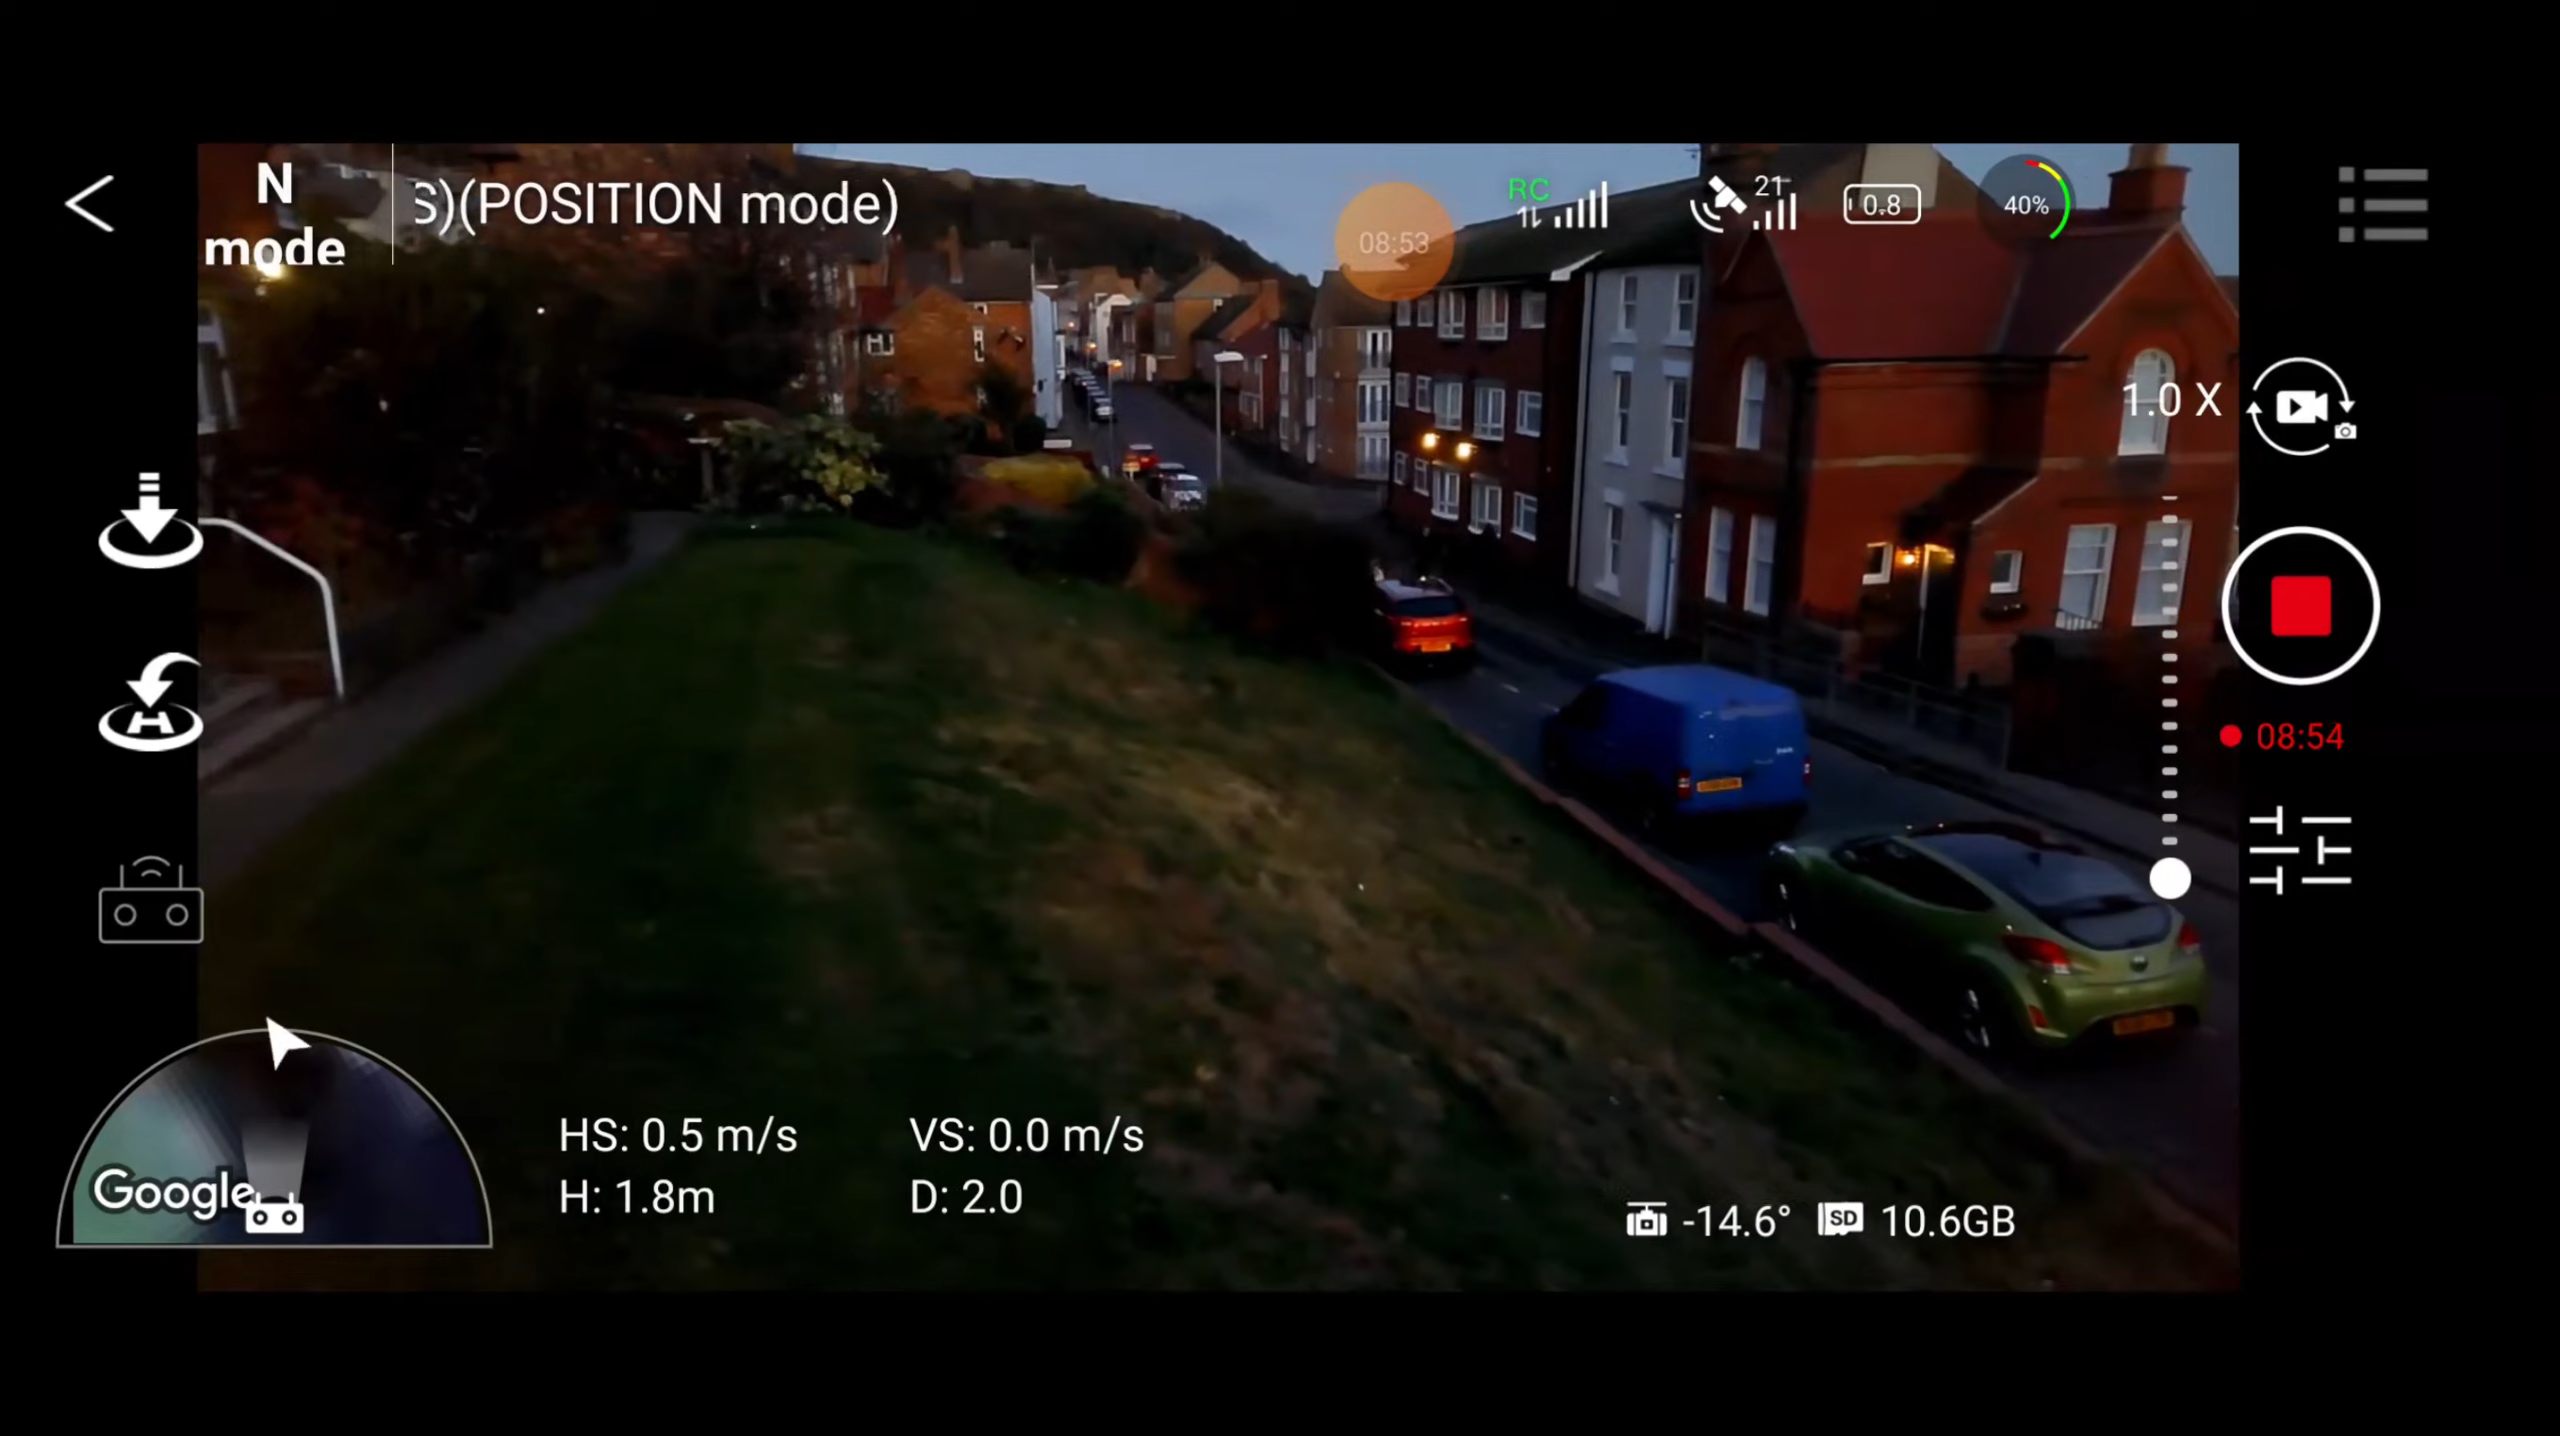 N
mode
S)(POSITION mode)
08:53
RC
21
0.8
40%
1.0 X
08:54
Google
HS: 0.5 m/s
VS: 0.0 m/s
H: 1.8m
D: 2.0
-14.6°
SD
10.6GB